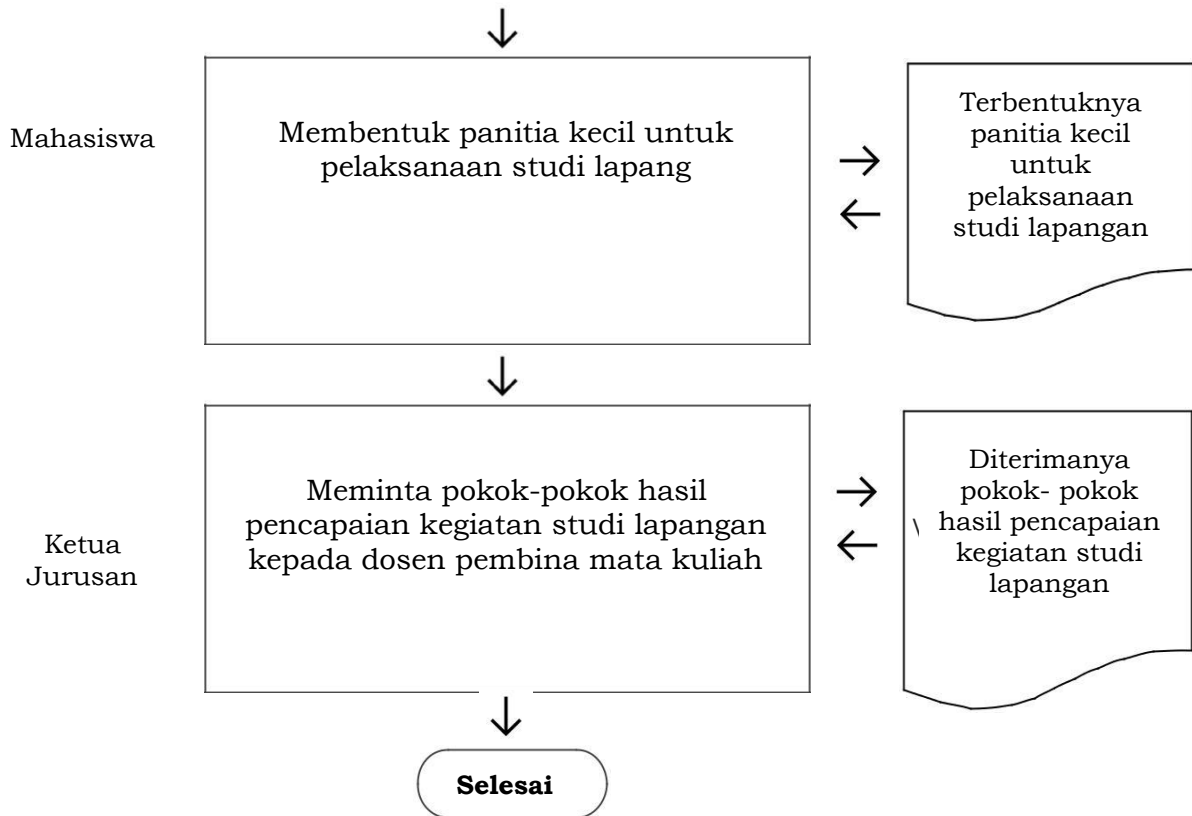 Mahasiswa
Membentuk panitia kecil untuk
pelaksanaan studi lapang
Terbentuknya
panitia kecil
untuk
pelaksanaan
studi lapangan
Ketua
Jurusan
Meminta pokok-pokok hasil
pencapaian kegiatan studi lapangan
kepada dosen pembina mata kuliah
Diterimanya
pokok- pokok
hasil pencapaian
kegiatan studi
lapangan
Selesai